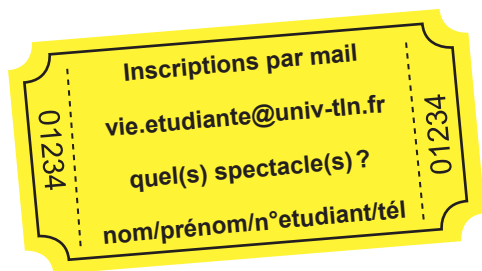 Inscriptions par mail
01234
vie.etudiante@univ-tln.fr
01234
quel(s) spectacle(s) ?
nom/prénom/n°etudiant/tél